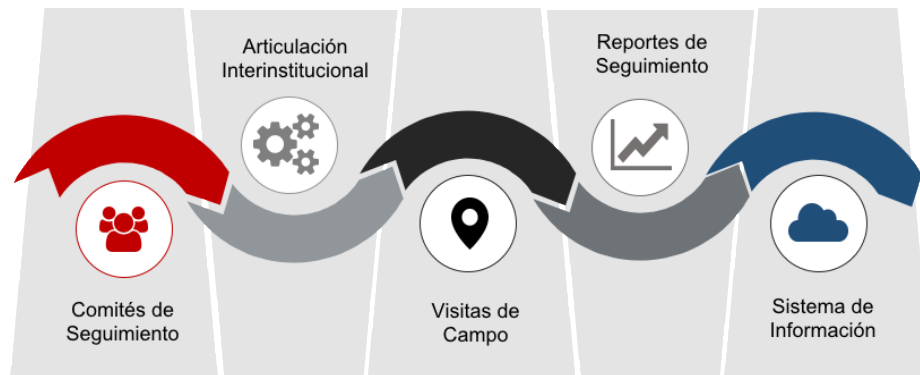 Comités de
Seguimiento
Articulación
Interinstitucional
Visitas de
Campo
Reportes de
Seguimiento
Sistema de
Información